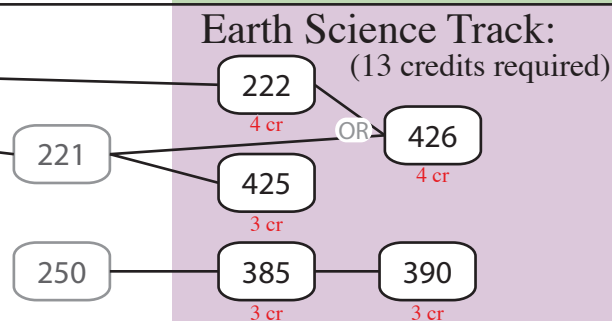 Earth Science Track:
(13 credits required)
222
4 cr
OR
426
4 cr
221
425
3 cr
250
385
3 cr
390
3 cr